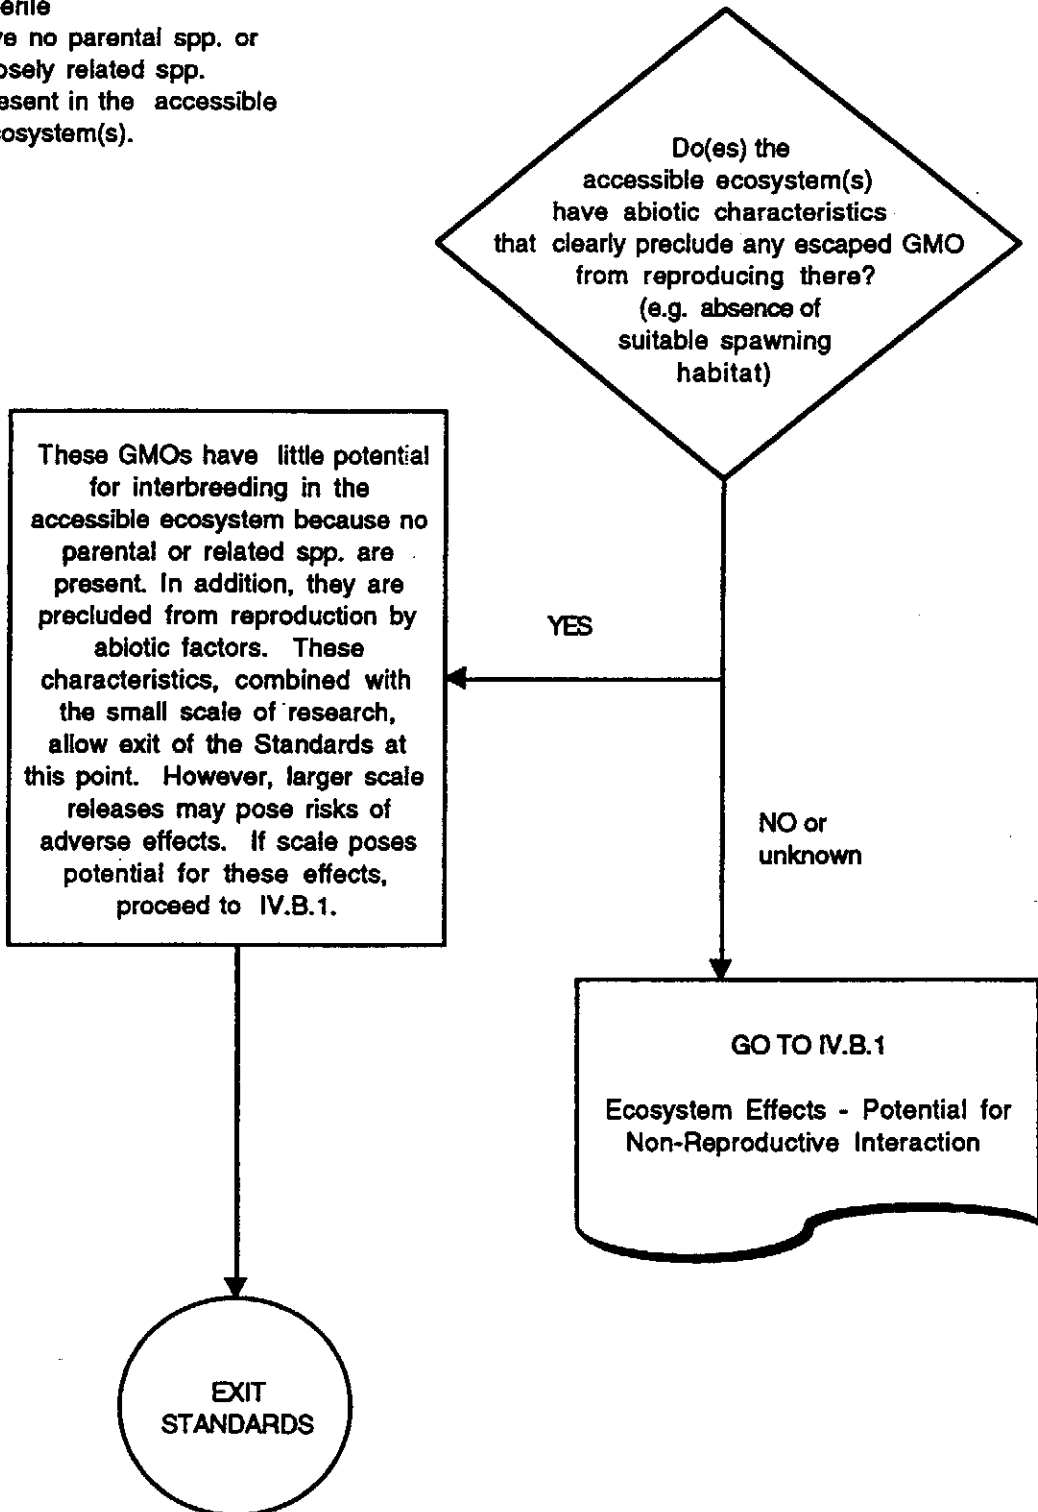 no parental spp. or
related spp.
in the accessible
Do(es) the
accessible ecosystem(s)
have abiotic characteristics
that clearly preclude any escaped GMO
from reproducing there?
(e.g. absence of
suitable spawning
habitat)
These GMOs have little potential
for interbreeding in the
accessible ecosystem because no
parental or related spp. are
present. In addition, they are
precluded from reproduction by
abiotic factors. These
characteristics, combined with
the small scale of research,
allow exit of the Standards at
this point. However, larger scale
releases may pose risks of
adverse effects. If scale poses
potential for these effects,
proceed to IV.B.1.
YES
NO or
unknown
GO TO IV.B.1
Ecosystem Effects - Potential for
Non-Reproductive Interaction
EXIT
STANDARDS